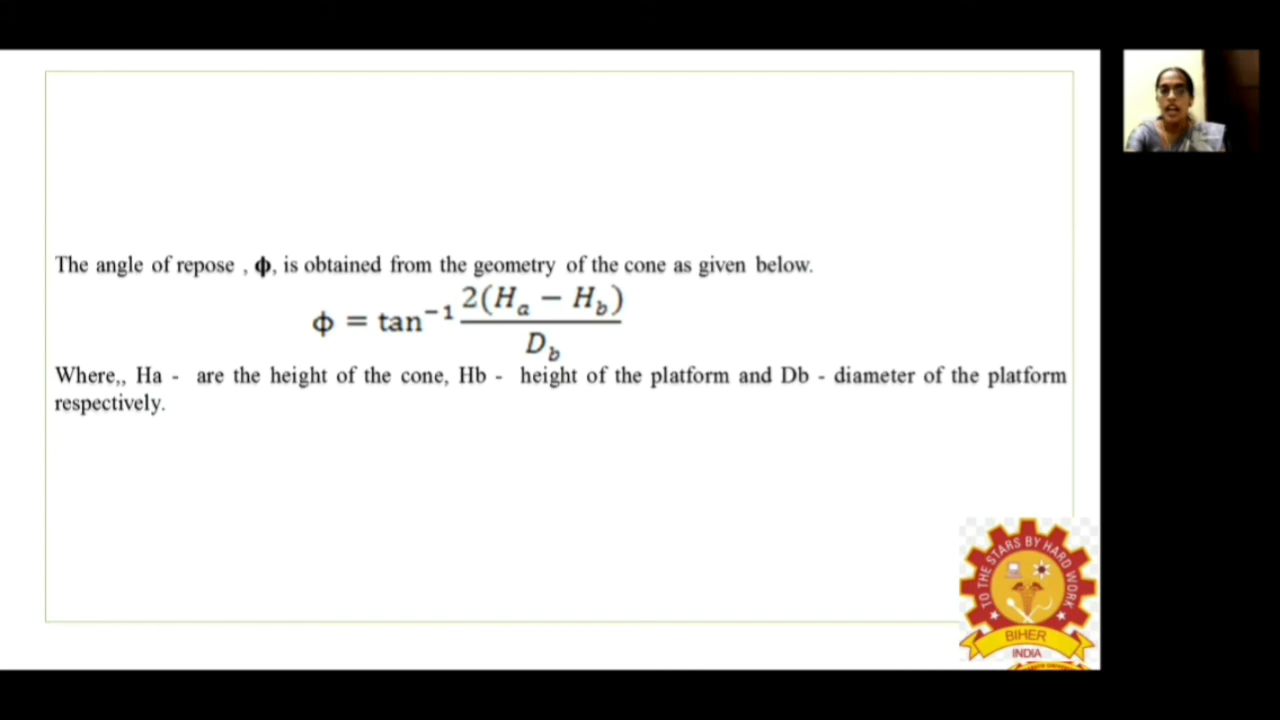 The angle of repose , ϕ, is obtained from the geometry of the cone as given below.
ϕ = tan⁻¹ 2(Hₐ − H_b) / D_b
Where,, Ha - are the height of the cone, Hb - height of the platform and Db - diameter of the platform
respectively.
TO THE STARS BY HARD WORK
BIHER
INDIA